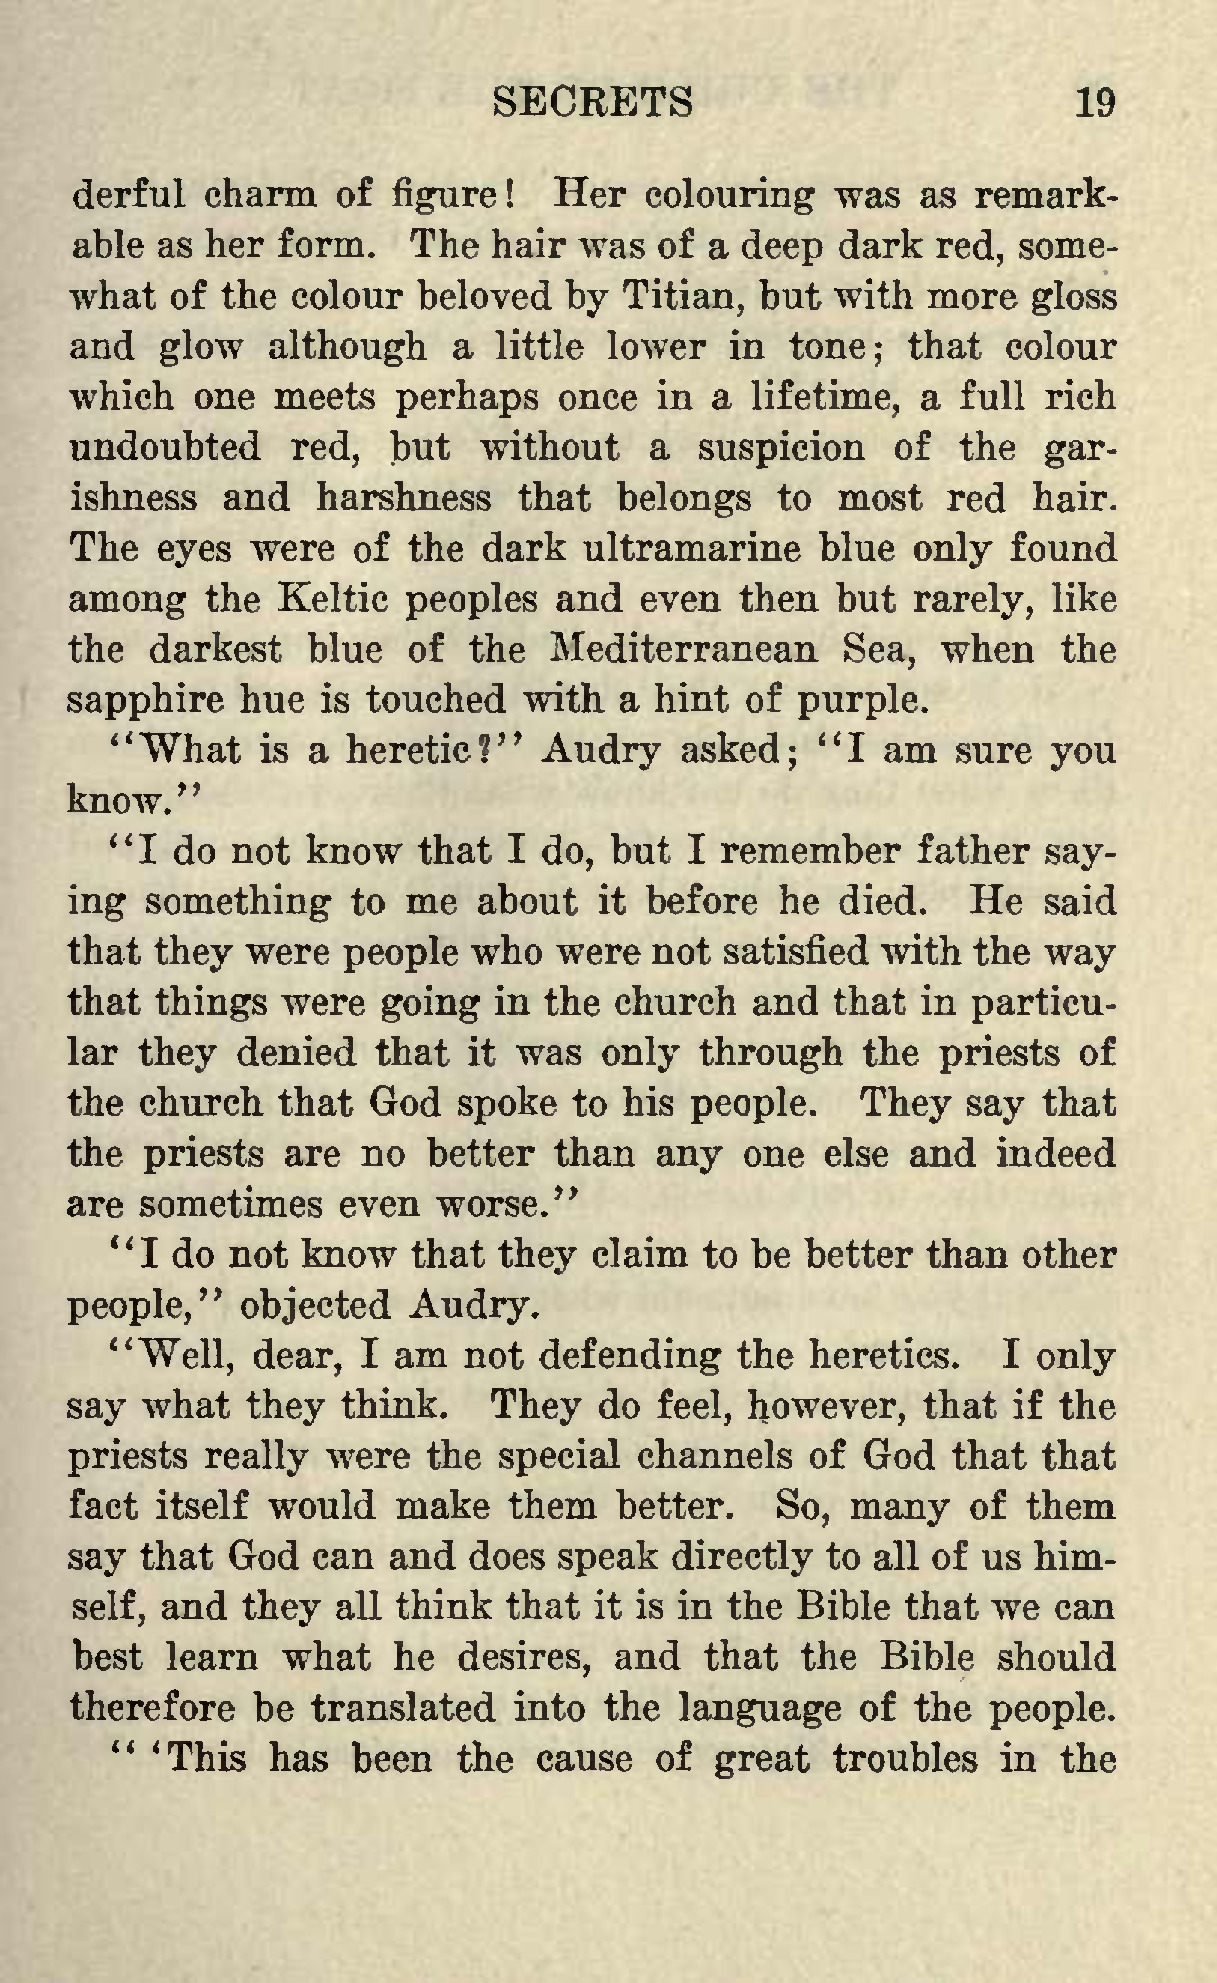 SECRETS 19
derful charm of figure! Her colouring was as remark-
able as her form. The hair was of a deep dark red, some-
what of the colour beloved by Titian, but with more gloss
and glow although a little lower in tone; that colour
which one meets perhaps once in a lifetime, a full rich
undoubted red, but without a suspicion of the gar-
ishness and harshness that belongs to most red hair.
The eyes were of the dark ultramarine blue only found
among the Keltic peoples and even then but rarely, like
the darkest blue of the Mediterranean Sea, when the
sapphire hue is touched with a hint of purple.
"What is a heretic?" Audry asked; "I am sure you
know."
"I do not know that I do, but I remember father say-
ing something to me about it before he died. He said
that they were people who were not satisfied with the way
that things were going in the church and that in particu-
lar they denied that it was only through the priests of
the church that God spoke to his people. They say that
the priests are no better than any one else and indeed
are sometimes even worse."
"I do not know that they claim to be better than other
people," objected Audry.
"Well, dear, I am not defending the heretics. I only
say what they think. They do feel, however, that if the
priests really were the special channels of God that that
fact itself would make them better. So, many of them
say that God can and does speak directly to all of us him-
self, and they all think that it is in the Bible that we can
best learn what he desires, and that the Bible should
therefore be translated into the language of the people.
" 'This has been the cause of great troubles in the